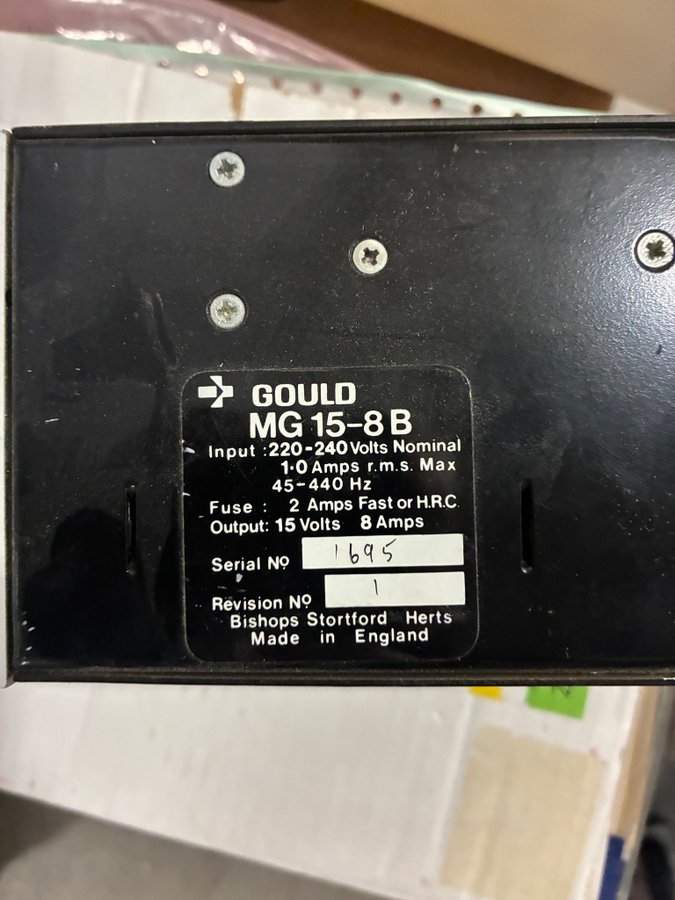 GOULD
MG 15-8 B
Input : 220-240 Volts Nominal
1·0 Amps r.m.s. Max
45-440 Hz
Fuse : 2 Amps Fast or H.R.C.
Output: 15 Volts 8 Amps
Serial Nº 1695
Revision Nº 1
Bishops Stortford Herts
Made in England